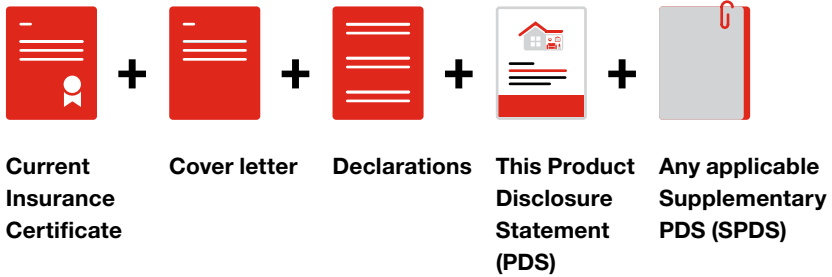 Current
Insurance
Certificate
Cover letter
Declarations
This Product
Disclosure
Statement
(PDS)
Any applicable
Supplementary
PDS (SPDS)